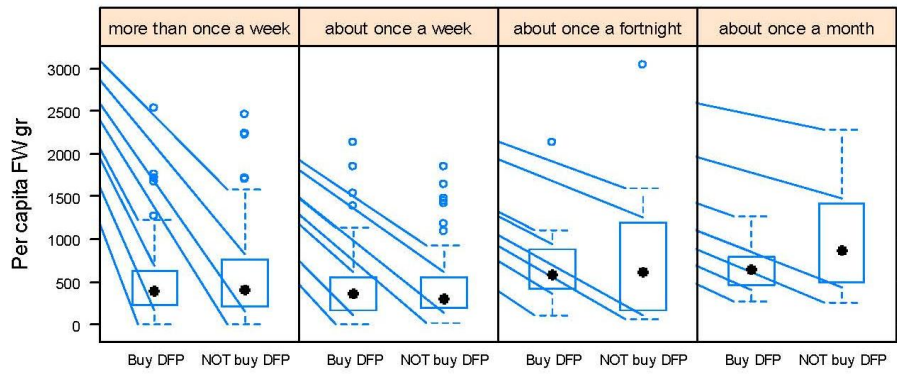 more than once a week about once a week about once a fortnight about once a month
Per capita FW gr
3000
2500
2000
1500
1000
500
0
Buy DFP NOT buy DFP Buy DFP NOT buy DFP Buy DFP NOT buy DFP Buy DFP NOT buy DFP